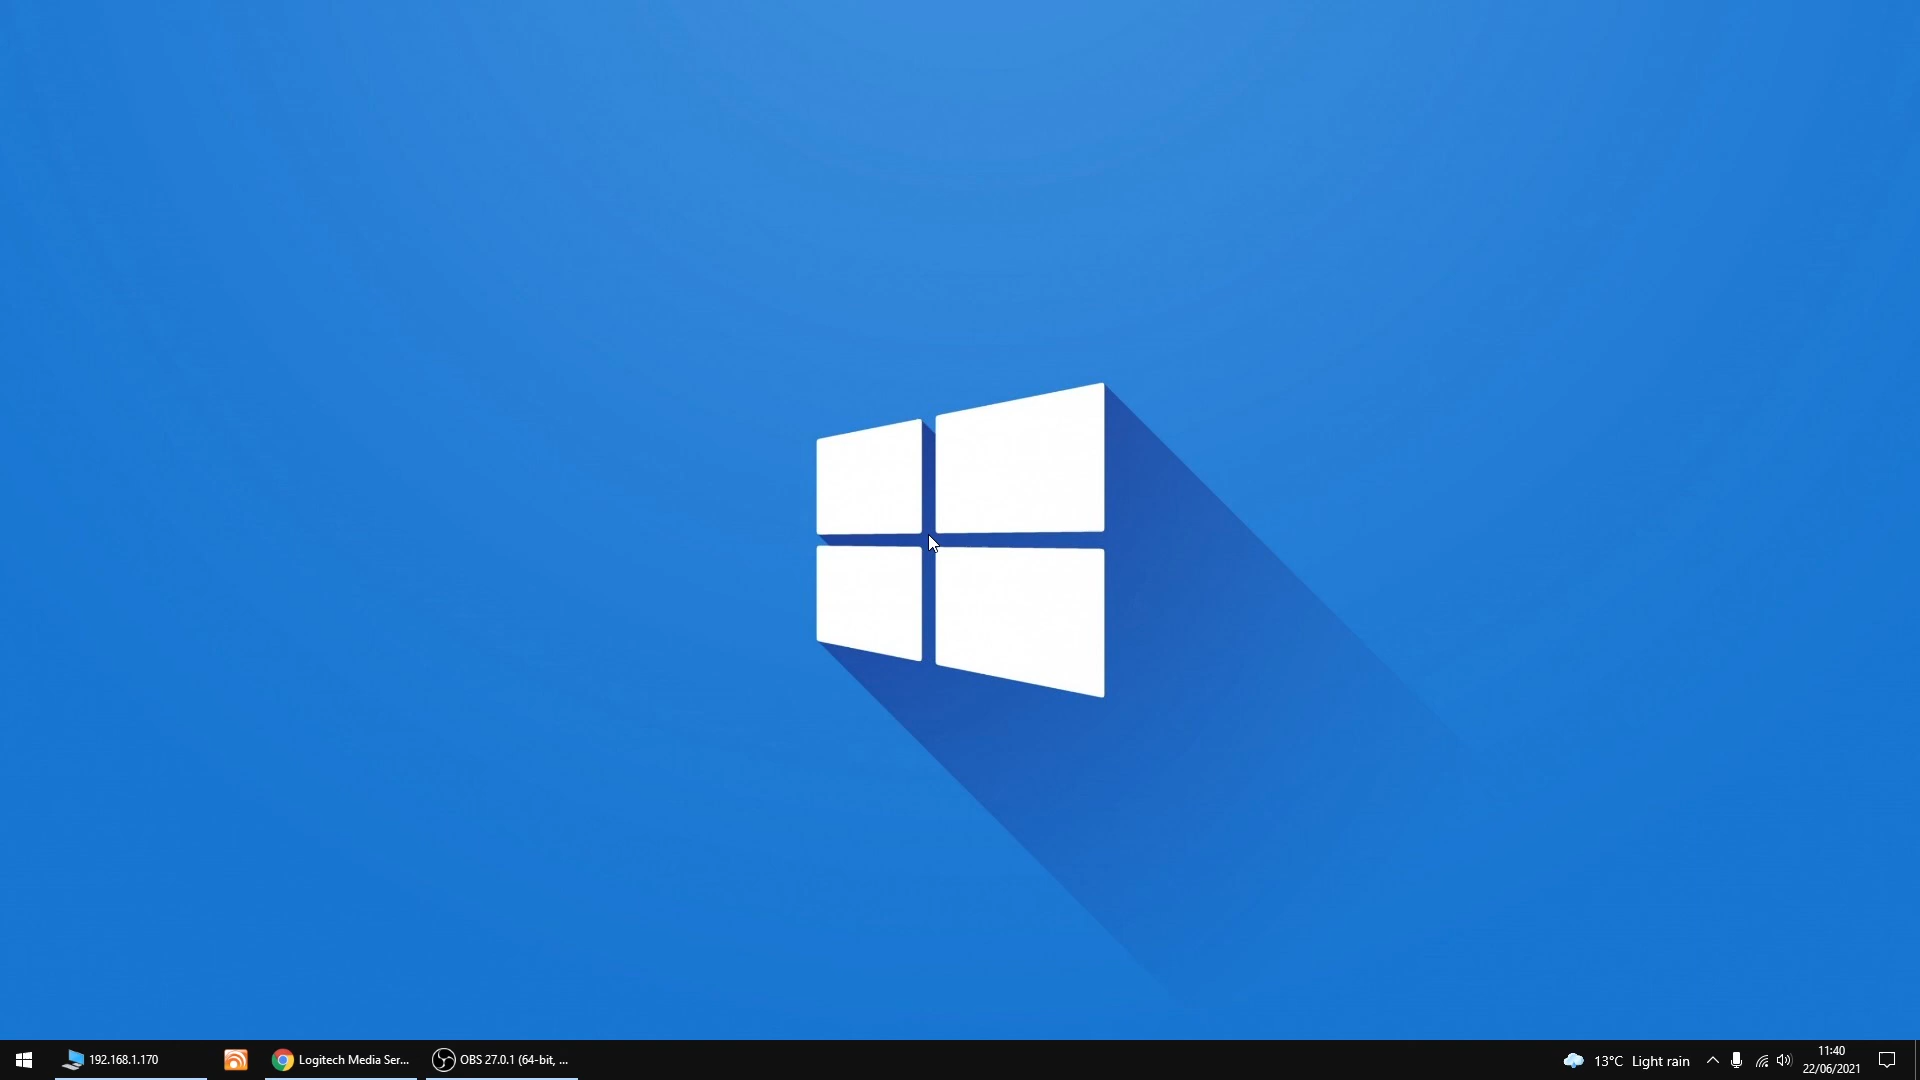 192.168.1.170
Logitech Media Ser...
OBS 27.0.1 (64-bit, ...
13°C Light rain
11:40
22/06/2021